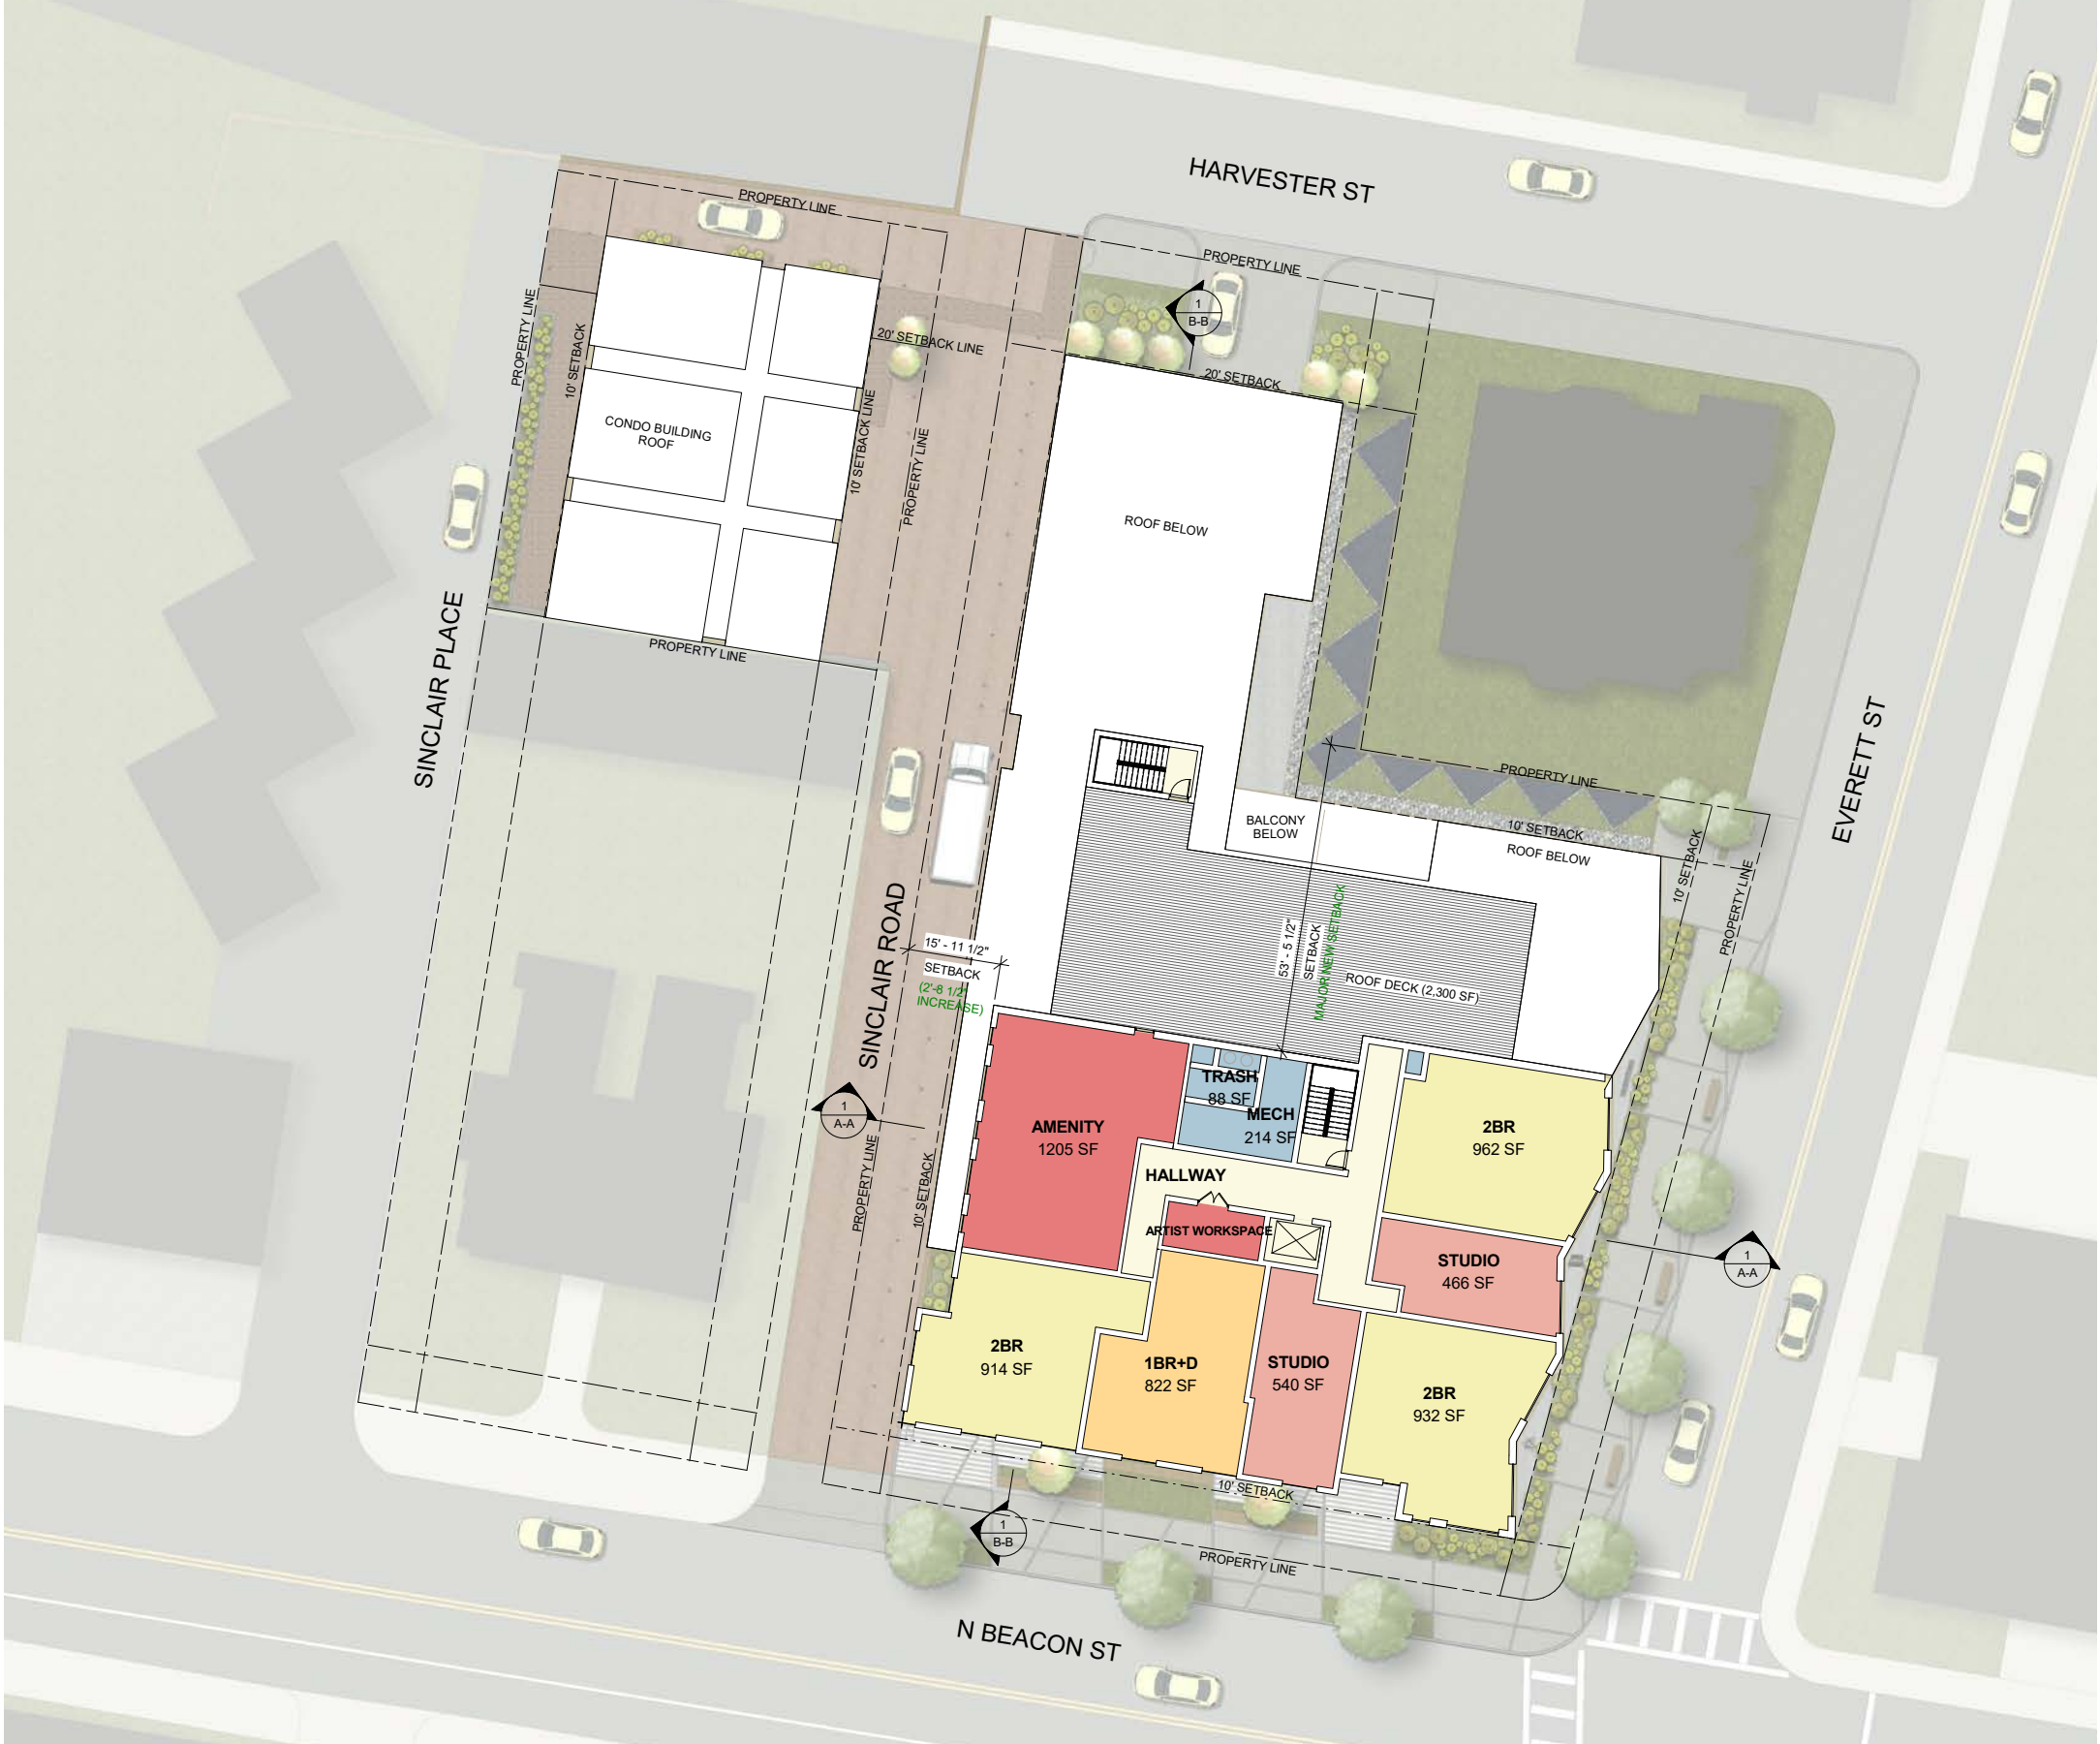 HARVESTER ST
PROPERTY LINE
PROPERTY LINE
1
B-B
PROPERTY LINE
10' SETBACK
20' SETBACK LINE
20' SETBACK
10' SETBACK LINE
PROPERTY LINE
CONDO BUILDING
ROOF
ROOF BELOW
SINCLAIR PLACE
PROPERTY LINE
EVERETT ST
PROPERTY LINE
BALCONY
BELOW
10' SETBACK
ROOF BELOW
10' SETBACK
PROPERTY LINE
SINCLAIR ROAD
15' - 11 1/2"
SETBACK
(2'-8 1/2"
INCREASE)
53' - 5 1/2"
SETBACK
MAJOR NEW SETBACK
ROOF DECK (2,300 SF)
1
A-A
PROPERTY LINE
10' SETBACK
AMENITY
1205 SF
TRASH
88 SF
MECH
214 SF
2BR
962 SF
HALLWAY
ARTIST WORKSPACE
STUDIO
466 SF
1
A-A
2BR
914 SF
1BR+D
822 SF
STUDIO
540 SF
2BR
932 SF
10' SETBACK
1
B-B
PROPERTY LINE
N BEACON ST